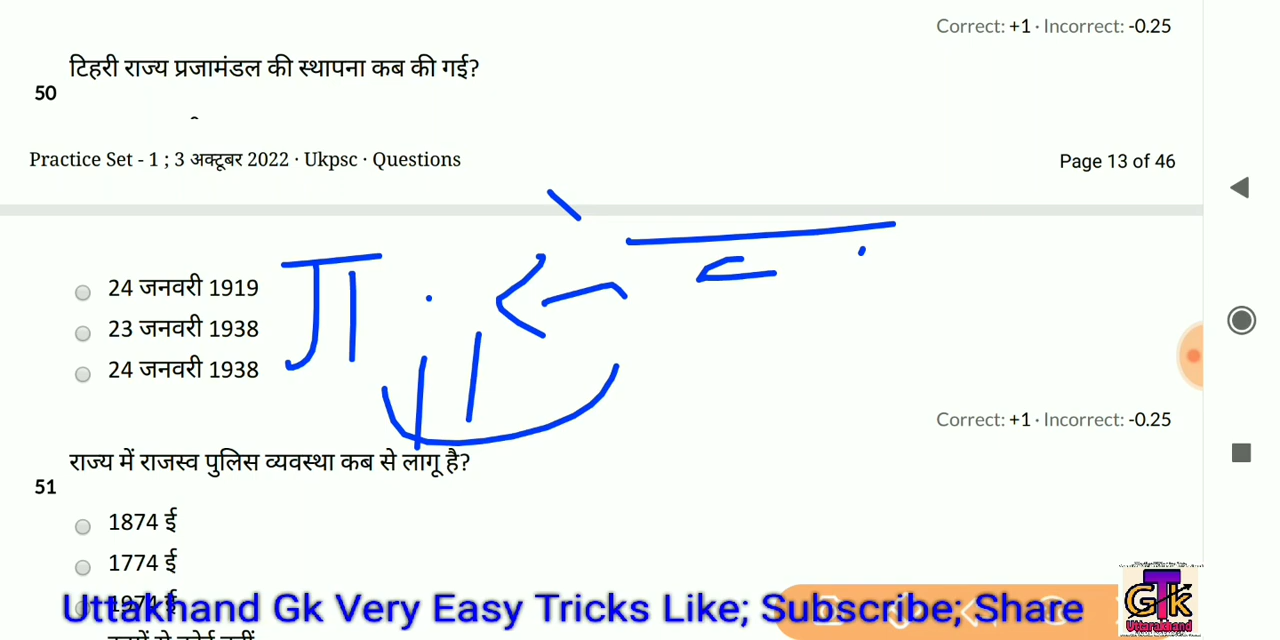 Correct: +1 · Incorrect: -0.25
टिहरी राज्य प्रजामंडल की स्थापना कब की गई?
50
Practice Set - 1 ; 3 अक्टूबर 2022 · Ukpsc · Questions
Page 13 of 46
24 जनवरी 1919
23 जनवरी 1938
24 जनवरी 1938
Correct: +1 · Incorrect: -0.25
राज्य में राजस्व पुलिस व्यवस्था कब से लागू है?
51
1874 ई
1774 ई
1974 ई
Uttakhand Gk Very Easy Tricks Like; Subscribe; Share
GTK
Uttarakhand